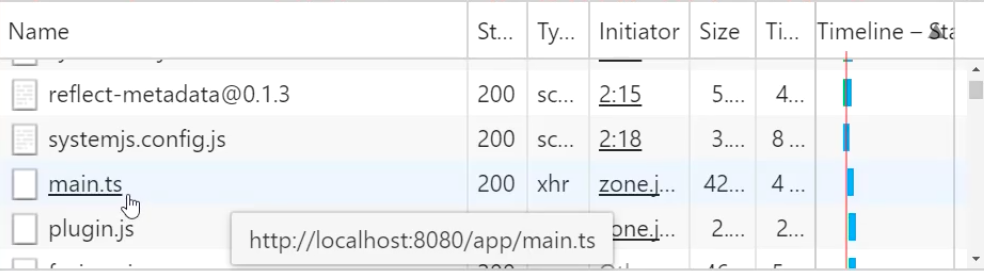 Name St... Ty... Initiator Size Ti... Timeline – Sta
reflect-metadata@0.1.3 200 sc... 2:15 5.... 4...
systemjs.config.js 200 sc... 2:18 3.... 8 ...
main.ts 200 xhr zone.j... 42... 4 ...
plugin.js one.j... 2.... 2...
http://localhost:8080/app/main.ts